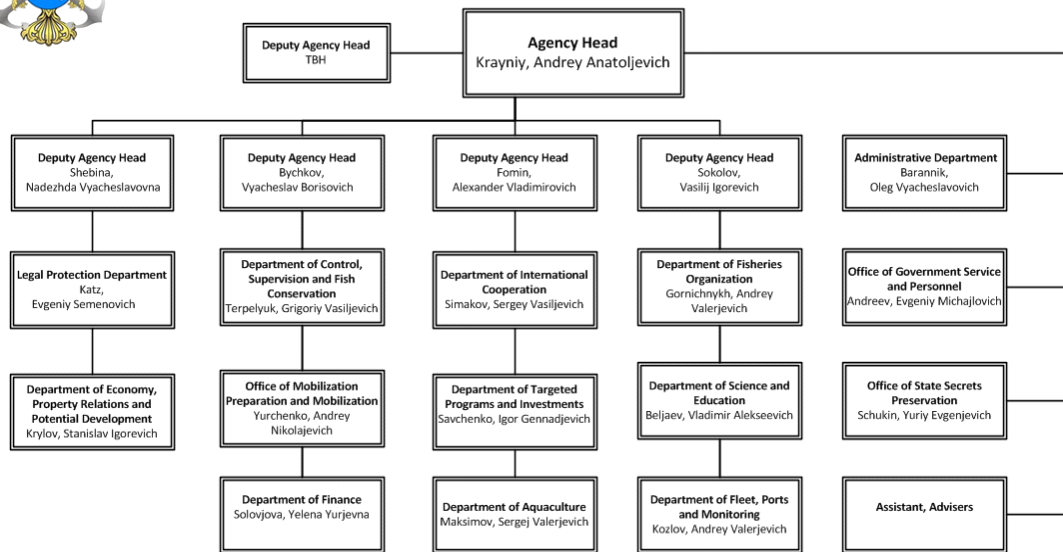 Deputy Agency Head
TBH
Agency Head
Krayniy, Andrey Anatoljevich
Deputy Agency Head
Shebina,
Nadezhda Vyacheslavovna
Deputy Agency Head
Bychkov,
Vyacheslav Borisovich
Deputy Agency Head
Fomin,
Alexander Vladimirovich
Deputy Agency Head
Sokolov,
Vasilij Igorevich
Administrative Department
Barannik,
Oleg Vyacheslavovich
Legal Protection Department
Katz,
Evgeniy Semenovich
Department of Control,
Supervision and Fish
Conservation
Terpelyuk, Grigoriy Vasiljevich
Department of International
Cooperation
Simakov, Sergey Vasiljevich
Department of Fisheries
Organization
Gornichnykh, Andrey
Valerjevich
Office of Government Service
and Personnel
Andreev, Evgeniy Michajlovich
Department of Economy,
Property Relations and
Potential Development
Krylov, Stanislav Igorevich
Office of Mobilization
Preparation and Mobilization
Yurchenko, Andrey
Nikolajevich
Department of Targeted
Programs and Investments
Savchenko, Igor Gennadjevich
Department of Science and
Education
Beljaev, Vladimir Alekseevich
Office of State Secrets
Preservation
Schukin, Yuriy Evgenjevich
Department of Finance
Solovjova, Yelena Yurjevna
Department of Aquaculture
Maksimov, Sergej Valerjevich
Department of Fleet, Ports
and Monitoring
Kozlov, Andrey Valerjevich
Assistant, Advisers